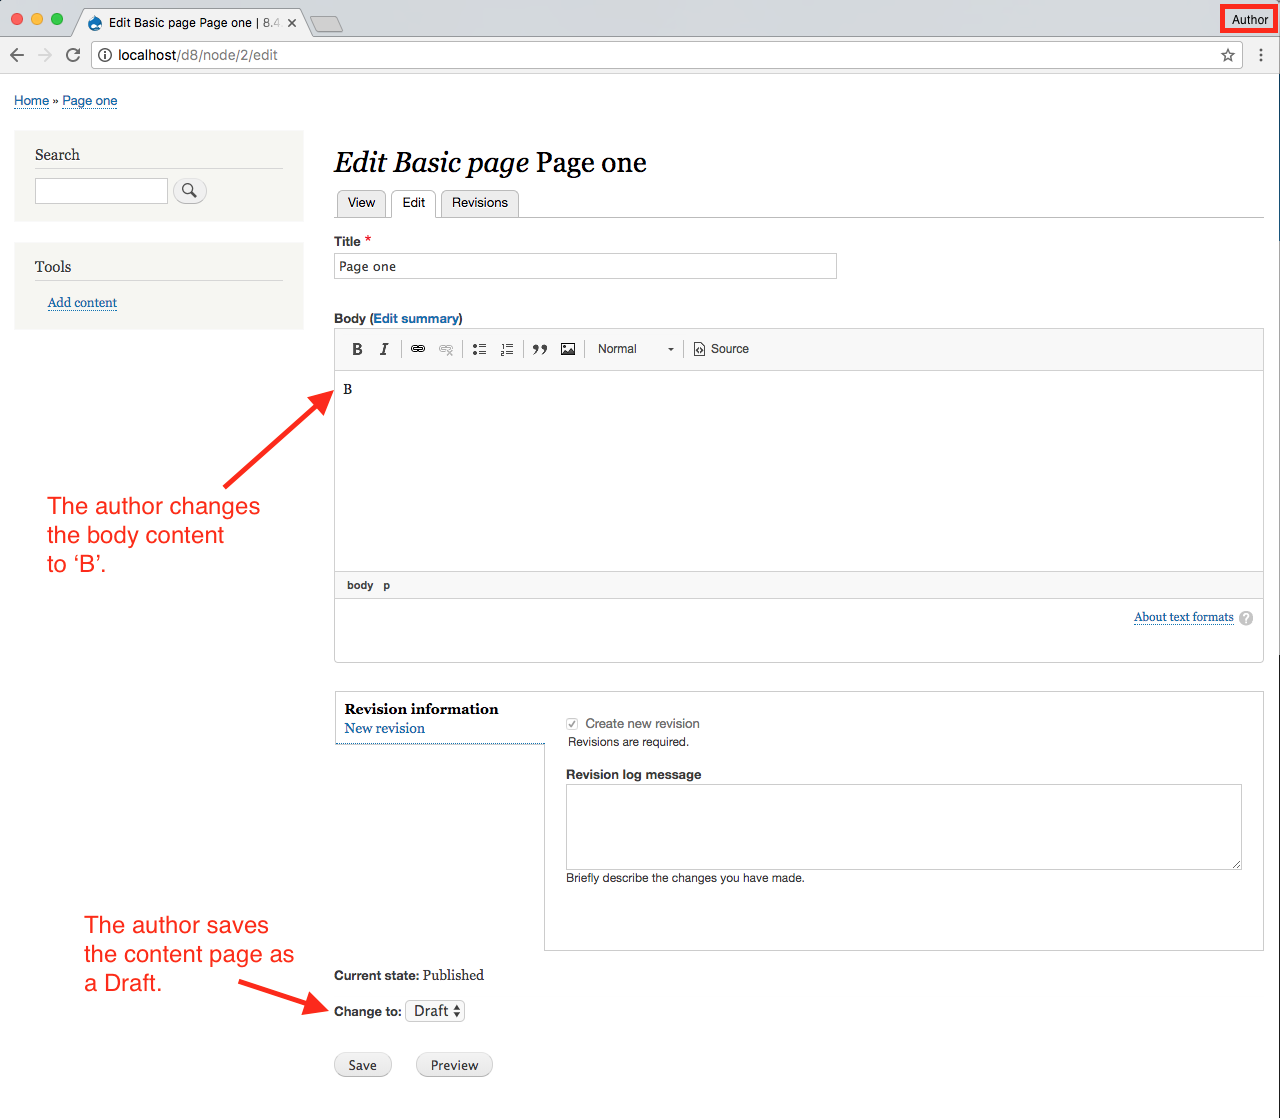 Edit Basic page Page one | 8.4
Author
localhost/d8/node/2/edit
Home » Page one
Search
Tools
Add content
Edit Basic page Page one
View Edit Revisions
Title *
Page one
Body (Edit summary)
B I Normal Source
B
The author changes
the body content
to ‘B’.
body p
About text formats ?
Revision information
New revision
Create new revision
Revisions are required.
Revision log message
Briefly describe the changes you have made.
The author saves
the content page as
a Draft.
Current state: Published
Change to: Draft
Save Preview